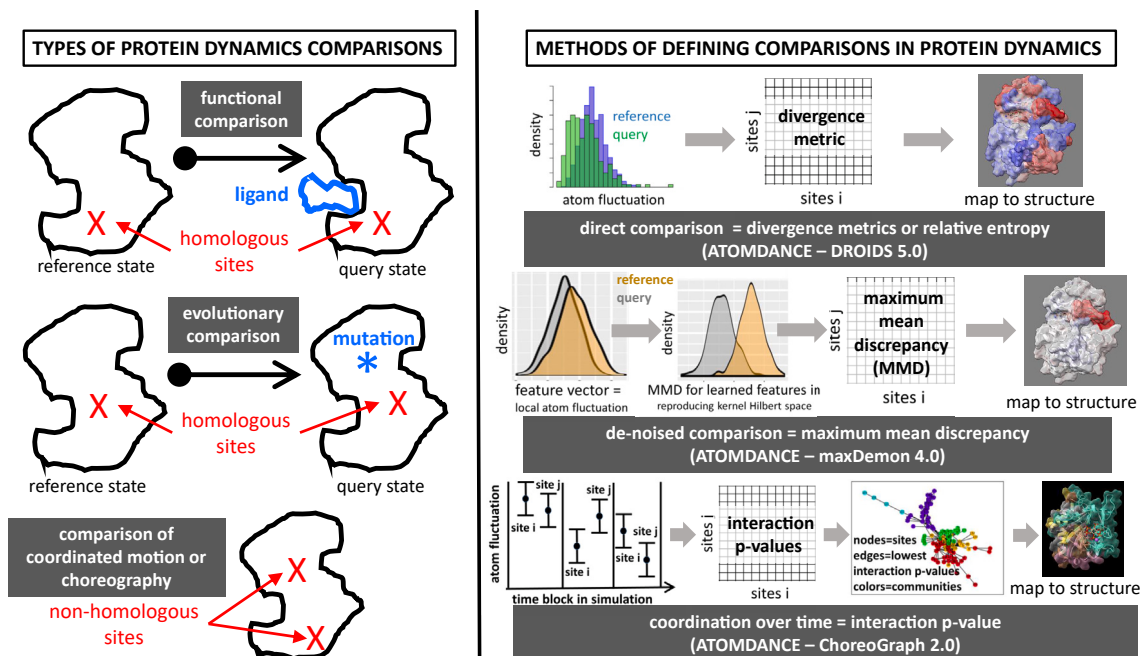 TYPES OF PROTEIN DYNAMICS COMPARISONS
functional
comparison
ligand
X
X
homologous
sites
reference state
query state
evolutionary
comparison
mutation
*
X
X
homologous
sites
reference state
query state
comparison of
coordinated motion or
choreography
X
non-homologous
sites
X
METHODS OF DEFINING COMPARISONS IN PROTEIN DYNAMICS
density
reference
query
atom fluctuation
sites j
divergence
metric
sites i
map to structure
direct comparison = divergence metrics or relative entropy
(ATOMDANCE – DROIDS 5.0)
density
reference
query
density
feature vector =
local atom fluctuation
MMD for learned features in
reproducing kernel Hilbert space
sites j
maximum
mean
discrepancy
(MMD)
sites i
map to structure
de-noised comparison = maximum mean discrepancy
(ATOMDANCE – maxDemon 4.0)
atom fluctuation
site j
site i
site j
site i
site j
site i
time block in simulation
sites i
interaction
p-values
sites i
nodes=sites
edges=lowest
interaction p-values
colors=communities
map to structure
coordination over time = interaction p-value
(ATOMDANCE – ChoreoGraph 2.0)